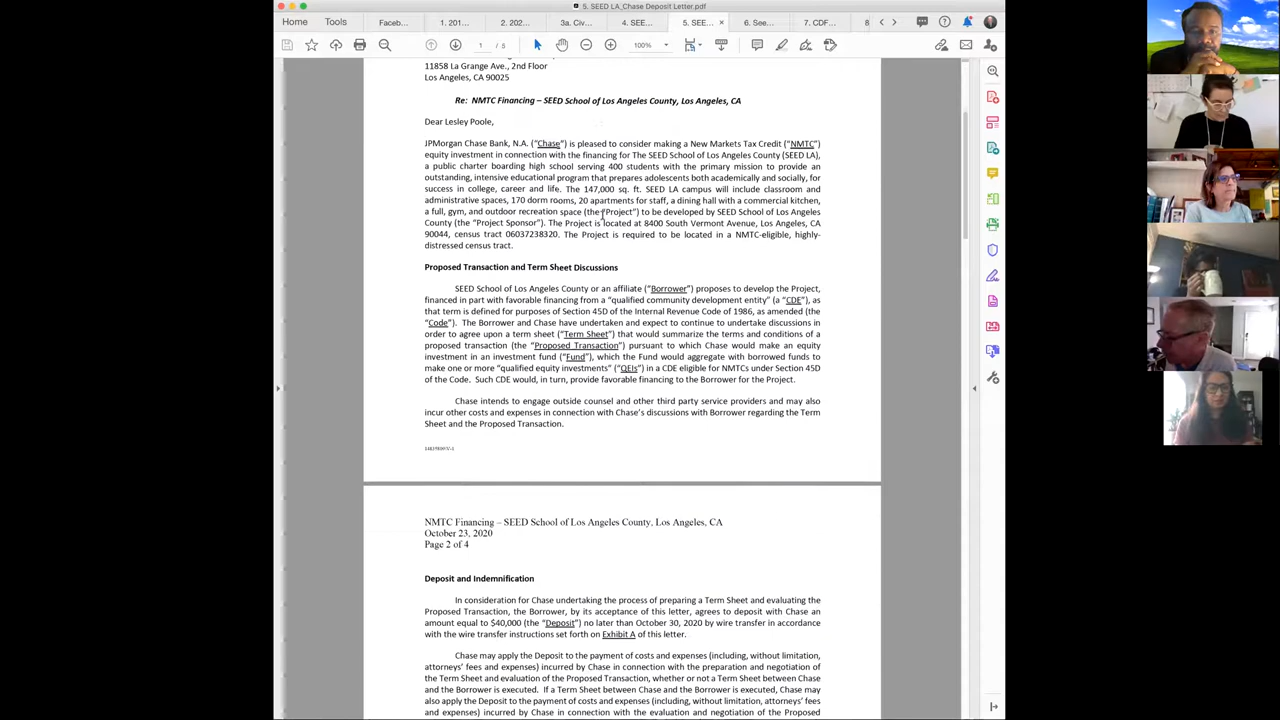 5. SEED LA_Chase Deposit Letter.pdf
Home Tools Faceb... 1. 201... 2. 202... 3a. Civ... 4. SEE... 5. SEE... × 6. See... 7. CDF... 8
1 / 5 100%
11858 La Grange Ave., 2nd Floor
Los Angeles, CA 90025
Re: NMTC Financing – SEED School of Los Angeles County, Los Angeles, CA
Dear Lesley Poole,
JPMorgan Chase Bank, N.A. (“Chase”) is pleased to consider making a New Markets Tax Credit (“NMTC”)
equity investment in connection with the financing for The SEED School of Los Angeles County (SEED LA),
a public charter boarding high school serving 400 students with the primary mission to provide an
outstanding, intensive educational program that prepares adolescents both academically and socially, for
success in college, career and life. The 147,000 sq. ft. SEED LA campus will include classroom and
administrative spaces, 170 dorm rooms, 20 apartments for staff, a dining hall with a commercial kitchen,
a full, gym, and outdoor recreation space (the “Project”) to be developed by SEED School of Los Angeles
County (the “Project Sponsor”). The Project is located at 8400 South Vermont Avenue, Los Angeles, CA
90044, census tract 06037238320. The Project is required to be located in a NMTC-eligible, highly-
distressed census tract.
Proposed Transaction and Term Sheet Discussions
SEED School of Los Angeles County or an affiliate (“Borrower”) proposes to develop the Project,
financed in part with favorable financing from a “qualified community development entity” (a “CDE”), as
that term is defined for purposes of Section 45D of the Internal Revenue Code of 1986, as amended (the
“Code”). The Borrower and Chase have undertaken and expect to continue to undertake discussions in
order to agree upon a term sheet (“Term Sheet”) that would summarize the terms and conditions of a
proposed transaction (the “Proposed Transaction”) pursuant to which Chase would make an equity
investment in an investment fund (“Fund”), which the Fund would aggregate with borrowed funds to
make one or more “qualified equity investments” (“QEIs”) in a CDE eligible for NMTCs under Section 45D
of the Code. Such CDE would, in turn, provide favorable financing to the Borrower for the Project.
Chase intends to engage outside counsel and other third party service providers and may also
incur other costs and expenses in connection with Chase’s discussions with Borrower regarding the Term
Sheet and the Proposed Transaction.
NMTC Financing – SEED School of Los Angeles County, Los Angeles, CA
October 23, 2020
Page 2 of 4
Deposit and Indemnification
In consideration for Chase undertaking the process of preparing a Term Sheet and evaluating the
Proposed Transaction, the Borrower, by its acceptance of this letter, agrees to deposit with Chase an
amount equal to $40,000 (the “Deposit”) no later than October 30, 2020 by wire transfer in accordance
with the wire transfer instructions set forth on Exhibit A of this letter.
Chase may apply the Deposit to the payment of costs and expenses (including, without limitation,
attorneys’ fees and expenses) incurred by Chase in connection with the preparation and negotiation of
the Term Sheet and evaluation of the Proposed Transaction, whether or not a Term Sheet between Chase
and the Borrower is executed. If a Term Sheet between Chase and the Borrower is executed, Chase may
also apply the Deposit to the payment of costs and expenses (including, without limitation, attorneys’ fees
and expenses) incurred by Chase in connection with the evaluation and negotiation of the Proposed